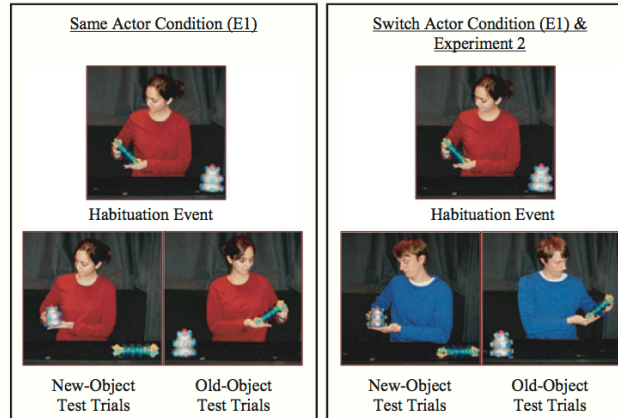 Same Actor Condition (E1)
Habituation Event
New-Object
Test Trials
Old-Object
Test Trials
Switch Actor Condition (E1) &
Experiment 2
Habituation Event
New-Object
Test Trials
Old-Object
Test Trials